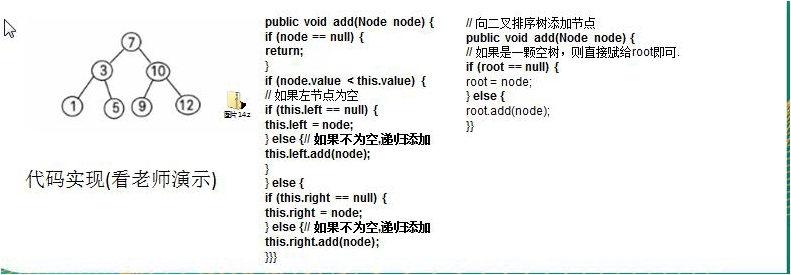 7
3
10
1
5
9
12
图片14.z
代码实现(看老师演示)
public void add(Node node) {
if (node == null) {
return;
}
if (node.value < this.value) {
// 如果左节点为空
if (this.left == null) {
this.left = node;
} else {// 如果不为空,递归添加
this.left.add(node);
}
} else {
if (this.right == null) {
this.right = node;
} else {// 如果不为空,递归添加
this.right.add(node);
}}}
// 向二叉排序树添加节点
public void add(Node node) {
// 如果是一颗空树，则直接赋给root即可.
if (root == null) {
root = node;
} else {
root.add(node);
}}